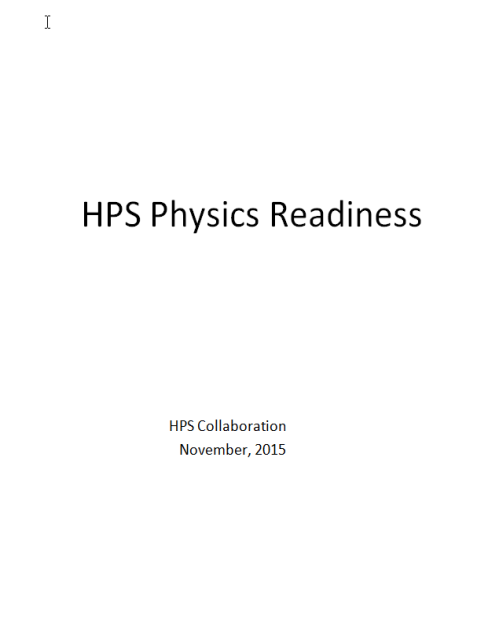 HPS Physics Readiness
HPS Collaboration
November, 2015